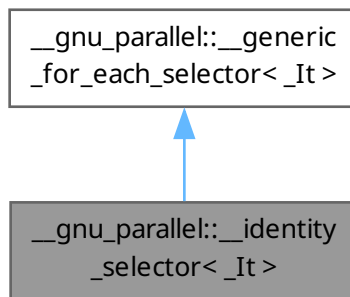 __gnu_parallel::__generic
_for_each_selector< _It >
__gnu_parallel::__identity
_selector< _It >